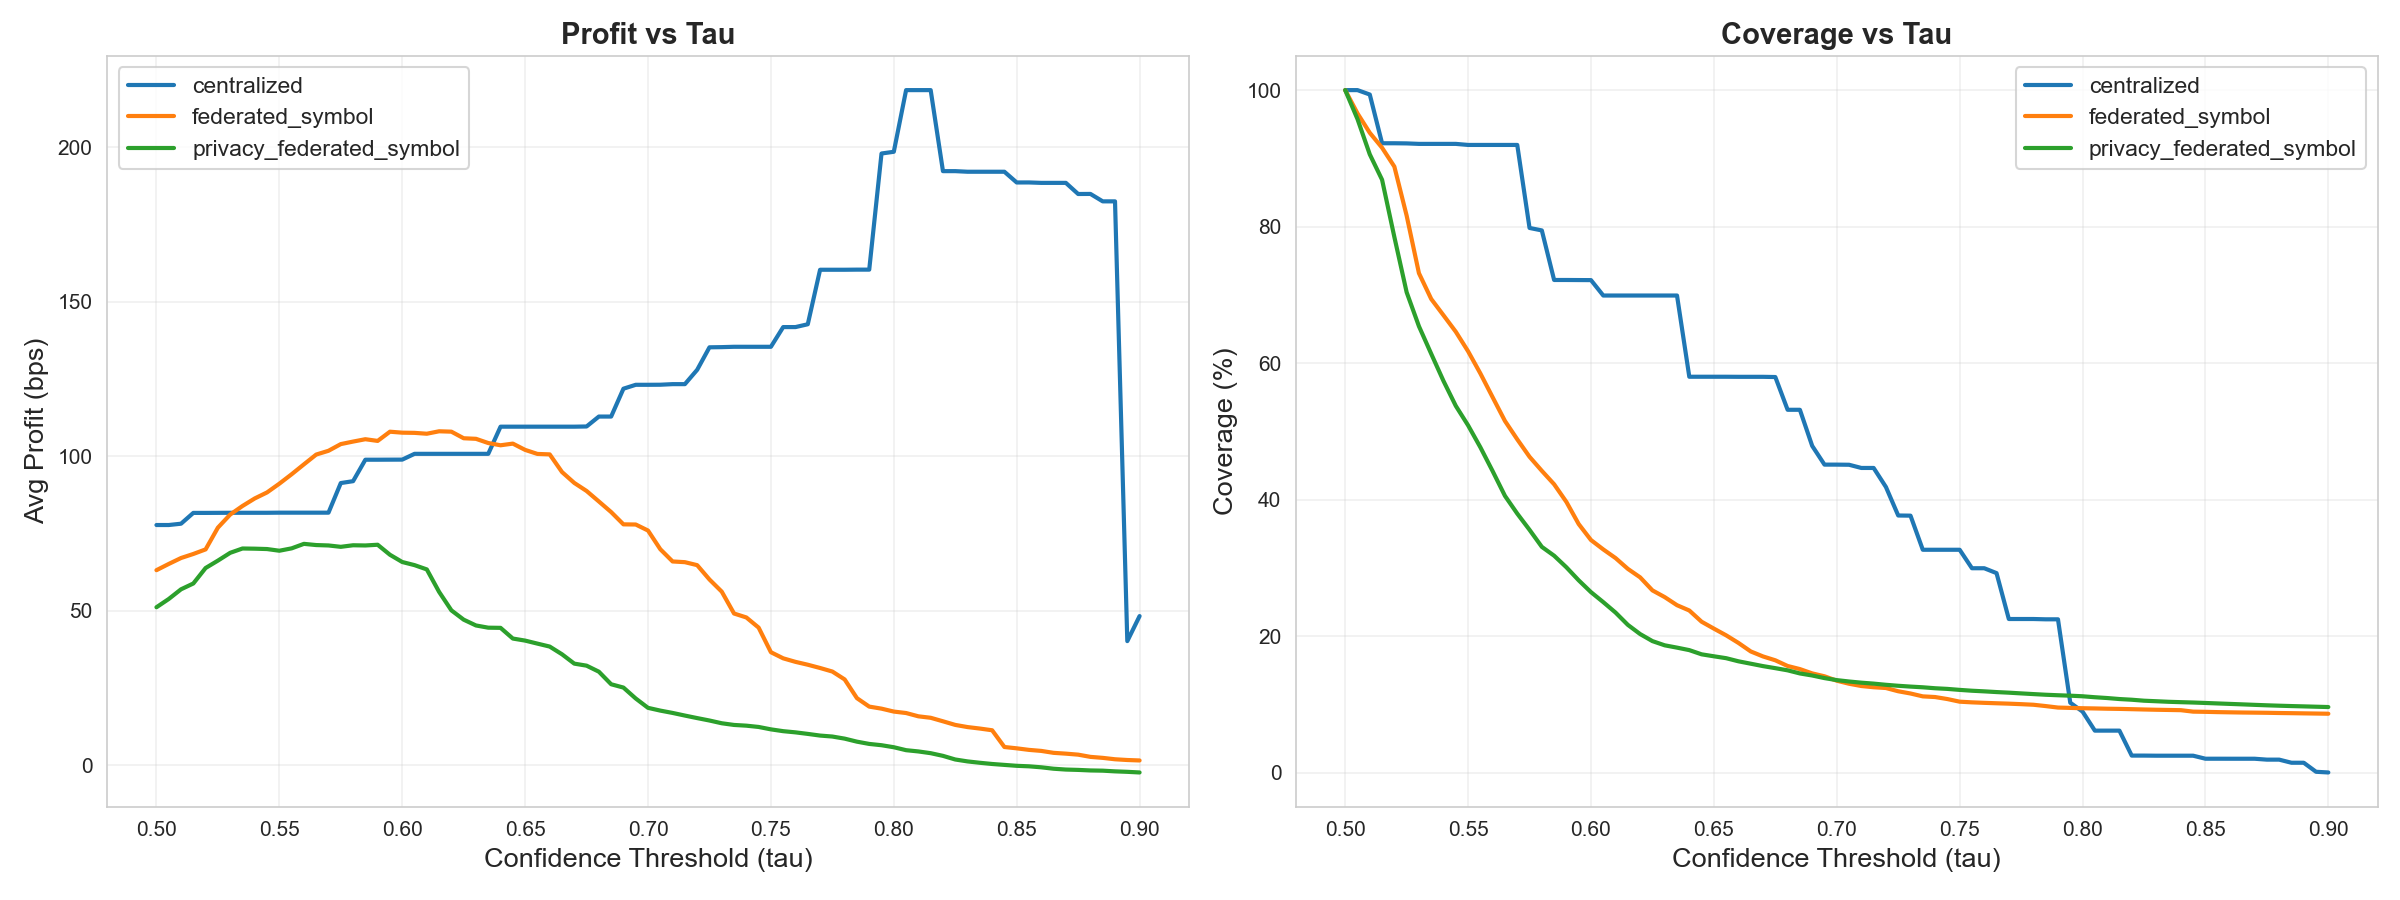 Profit vs Tau
centralized
federated_symbol
privacy_federated_symbol
200
150
100
50
0
Avg Profit (bps)
0.50 0.55 0.60 0.65 0.70 0.75 0.80 0.85 0.90
Confidence Threshold (tau)
Coverage vs Tau
centralized
federated_symbol
privacy_federated_symbol
100
80
60
40
20
0
Coverage (%)
0.50 0.55 0.60 0.65 0.70 0.75 0.80 0.85 0.90
Confidence Threshold (tau)